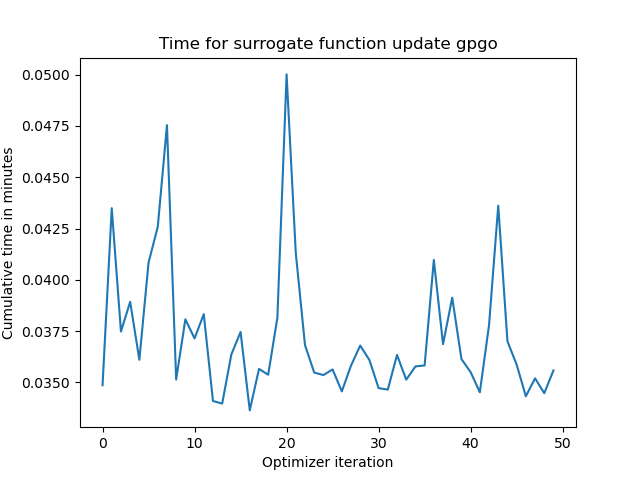 Time for surrogate function update gpgo
Cumulative time in minutes
0.0500
0.0475
0.0450
0.0425
0.0400
0.0375
0.0350
0 10 20 30 40 50
Optimizer iteration